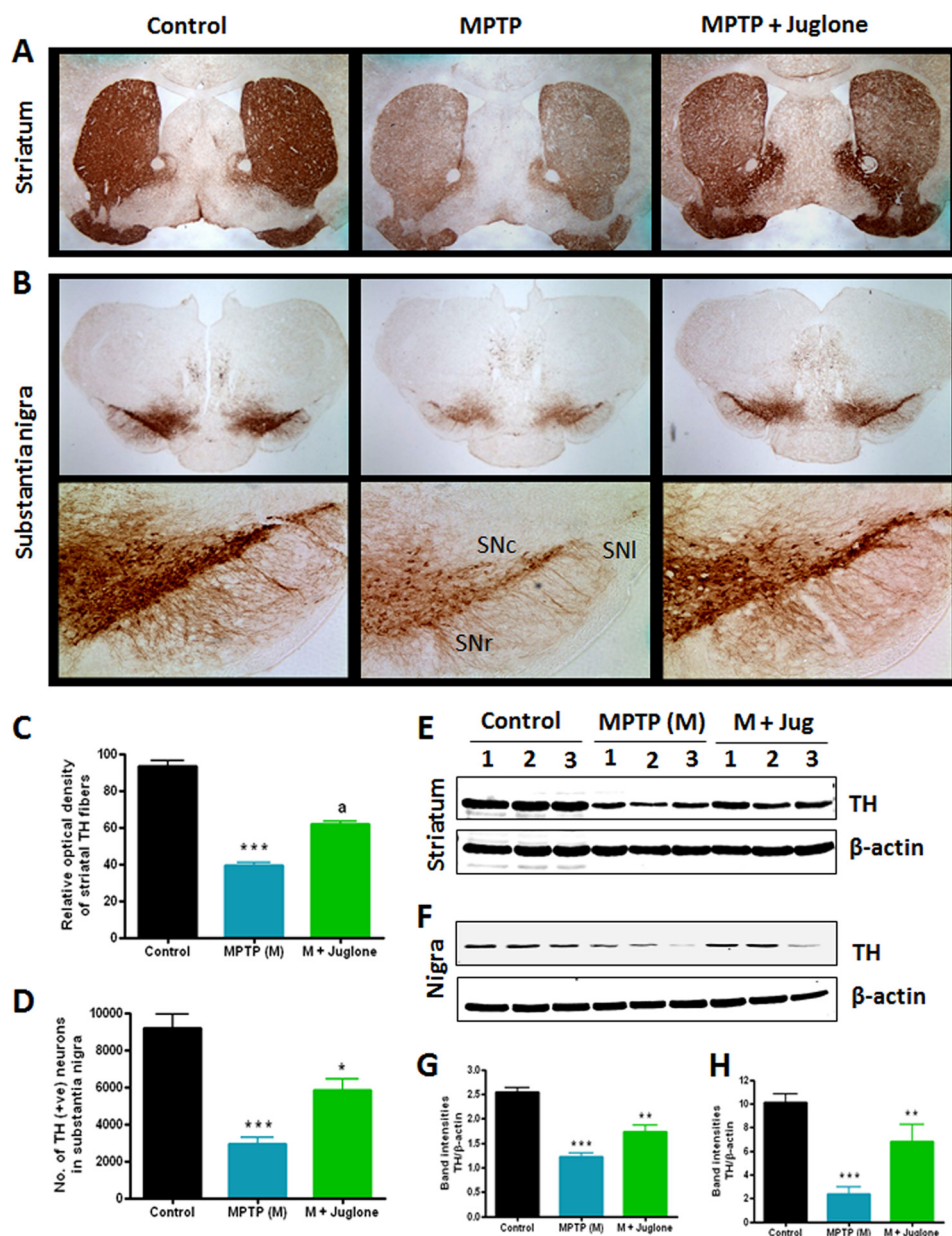 Control MPTP MPTP + Juglone
A
Striatum
B
Substantia nigra
SNc
SNl
SNr
C
Relative optical density
of striatal TH fibers
100
80
60
40
20
0
***
a
Control MPTP (M) M + Juglone
D
No. of TH (+ve) neurons
in substantia nigra
10000
8000
6000
4000
2000
0
***
*
Control MPTP (M) M + Juglone
E
Control MPTP (M) M + Jug
1 2 3 1 2 3 1 2 3
Striatum
TH
β-actin
F
Nigra
TH
β-actin
G
Band intensities
TH/β-actin
2.5
2.0
1.5
1.0
0.5
0.0
***
**
Control MPTP (M) M + Juglone
H
Band intensities
TH/β-actin
12
10
8
6
4
2
0
***
**
Control MPTP (M) M + Juglone